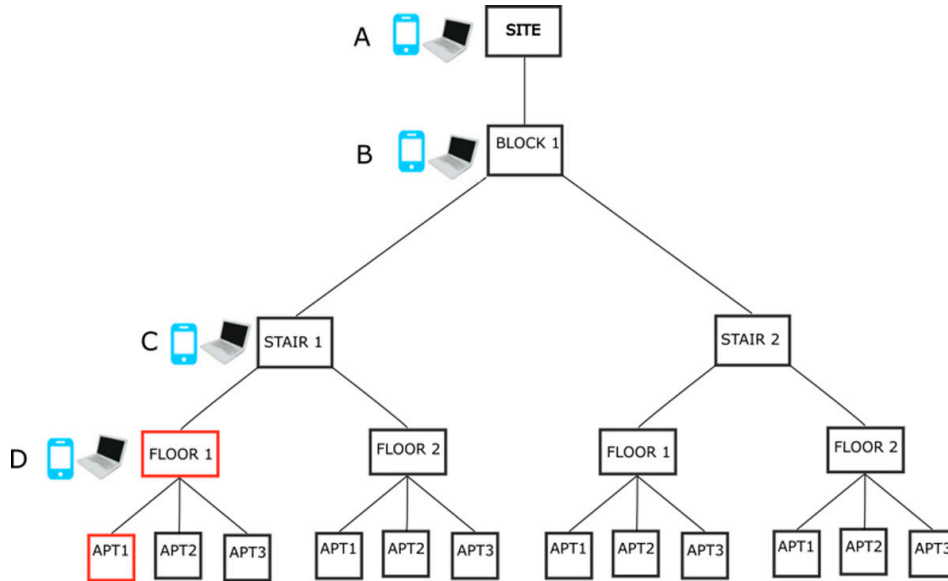 A
SITE
B
BLOCK 1
C
STAIR 1
STAIR 2
D
FLOOR 1
FLOOR 2
FLOOR 1
FLOOR 2
APT1
APT2
APT3
APT1
APT2
APT3
APT1
APT2
APT3
APT1
APT2
APT3